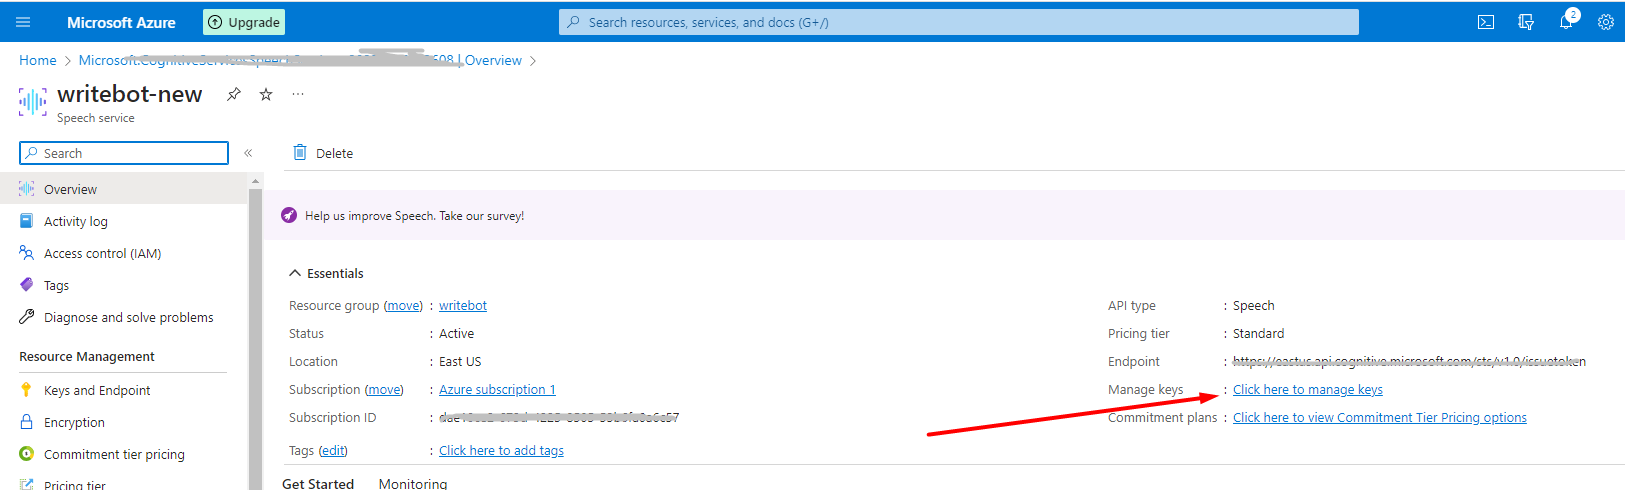 Microsoft Azure
Upgrade
Search resources, services, and docs (G+/)
2
Home > Microsoft.CognitiveServicesSpeech | Overview >
writebot-new
Speech service
Search
Delete
Overview
Activity log
Access control (IAM)
Tags
Diagnose and solve problems
Resource Management
Keys and Endpoint
Encryption
Commitment tier pricing
Pricing tier
Help us improve Speech. Take our survey!
Essentials
Resource group (move) : writebot
Status : Active
Location : East US
Subscription (move) : Azure subscription 1
Subscription ID :
Tags (edit) : Click here to add tags
API type : Speech
Pricing tier : Standard
Endpoint : https://eastus.api.cognitive.microsoft.com/sts/v1.0/issuetoken
Manage keys : Click here to manage keys
Commitment plans : Click here to view Commitment Tier Pricing options
Get Started
Monitoring